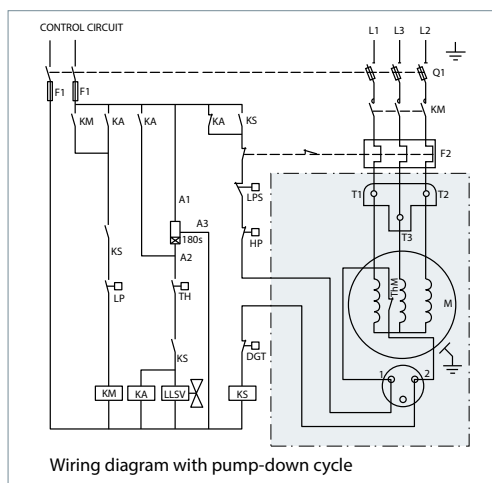 CONTROL CIRCUIT
L1 L3 L2
Q1
F1 F1
KM KA KA KA KS KM
F2
A1
LPS
T1 T2
A3
180s
T3
HP
KS
A2
ThM
M
LP TH
KS
DGT
1 2
KM KA LLSV KS
Wiring diagram with pump-down cycle